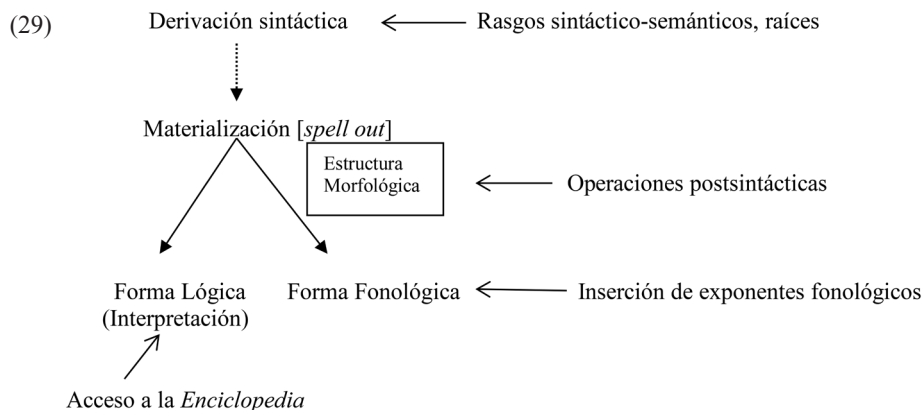 (29) Derivación sintáctica Rasgos sintáctico-semánticos, raíces
Materialización [spell out]
Estructura
Morfológica
Operaciones postsintácticas
Forma Lógica Forma Fonológica Inserción de exponentes fonológicos
(Interpretación)
Acceso a la Enciclopedia